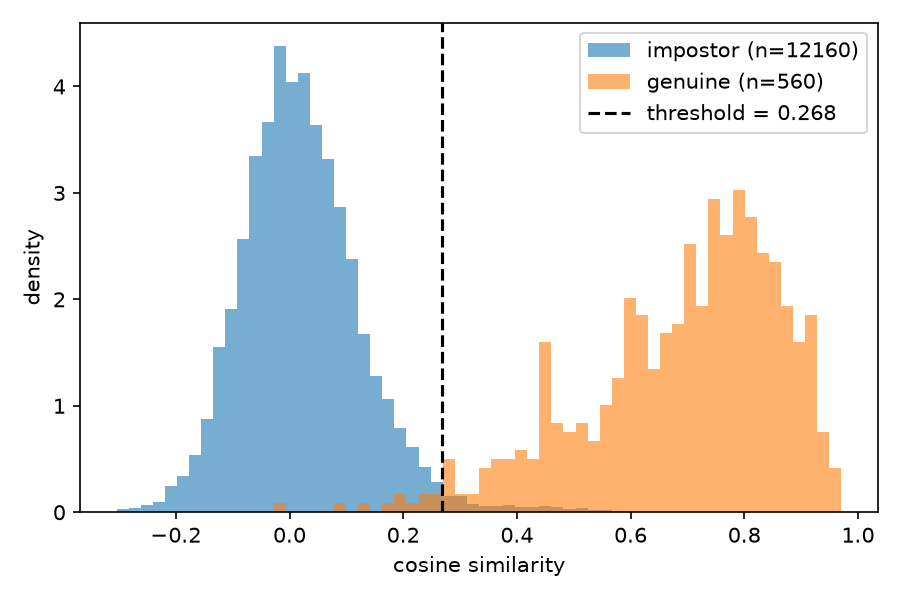 impostor (n=12160)
genuine (n=560)
threshold = 0.268
density
4
3
2
1
0
−0.2 0.0 0.2 0.4 0.6 0.8 1.0
cosine similarity